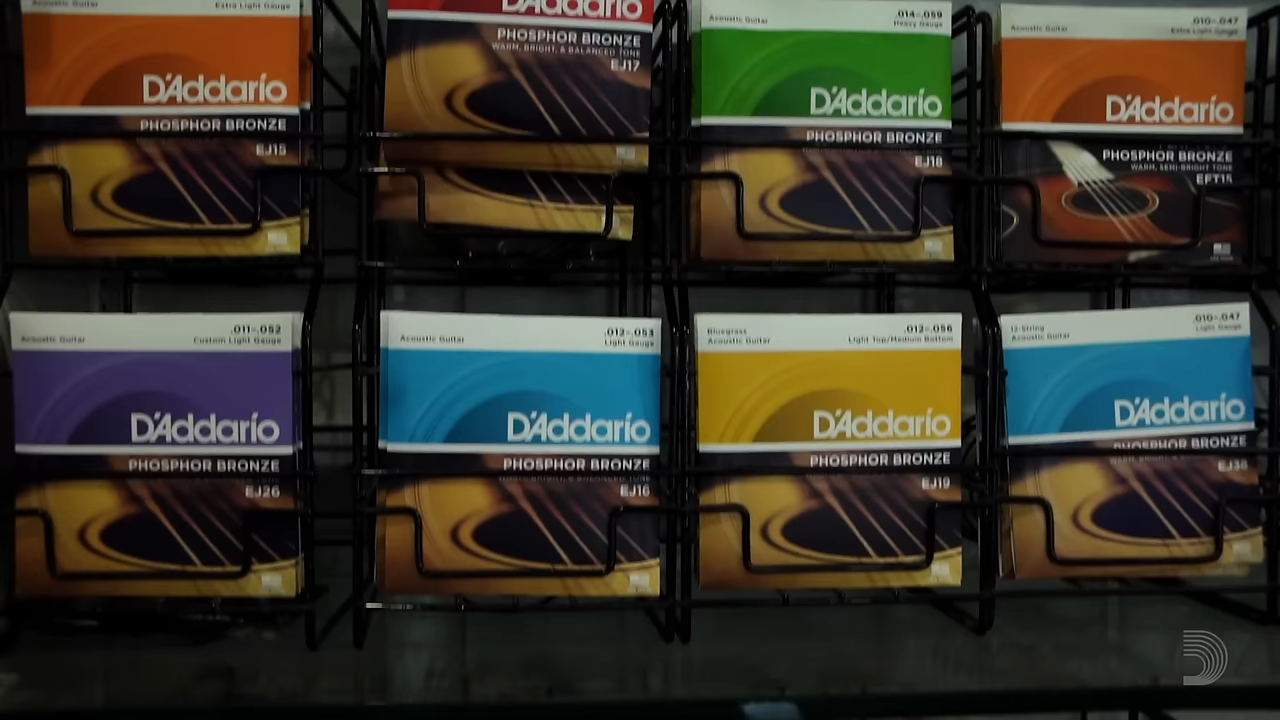 Acoustic Guitar
Extra Light Gauge
D'Addario
PHOSPHOR BRONZE
EJ15
D'Addario
PHOSPHOR BRONZE
WARM, BRIGHT, & BALANCED TONE
EJ17
Acoustic Guitar
.014-.059
Heavy Gauge
D'Addario
PHOSPHOR BRONZE
EJ18
Acoustic Guitar
.010-.047
Extra Light Gauge
D'Addario
PHOSPHOR BRONZE
WARM, SEMI-BRIGHT TONE
EFT15
Acoustic Guitar
.011-.052
Custom Light Gauge
D'Addario
PHOSPHOR BRONZE
EJ26
Acoustic Guitar
.012-.053
Light Gauge
D'Addario
PHOSPHOR BRONZE
WARM, BRIGHT, & BALANCED TONE
EJ16
Bluegrass
Acoustic Guitar
.012-.056
Light Top/Medium Bottom
D'Addario
PHOSPHOR BRONZE
EJ19
12-String
Acoustic Guitar
.010-.047
Light Gauge
D'Addario
PHOSPHOR BRONZE
EJ38